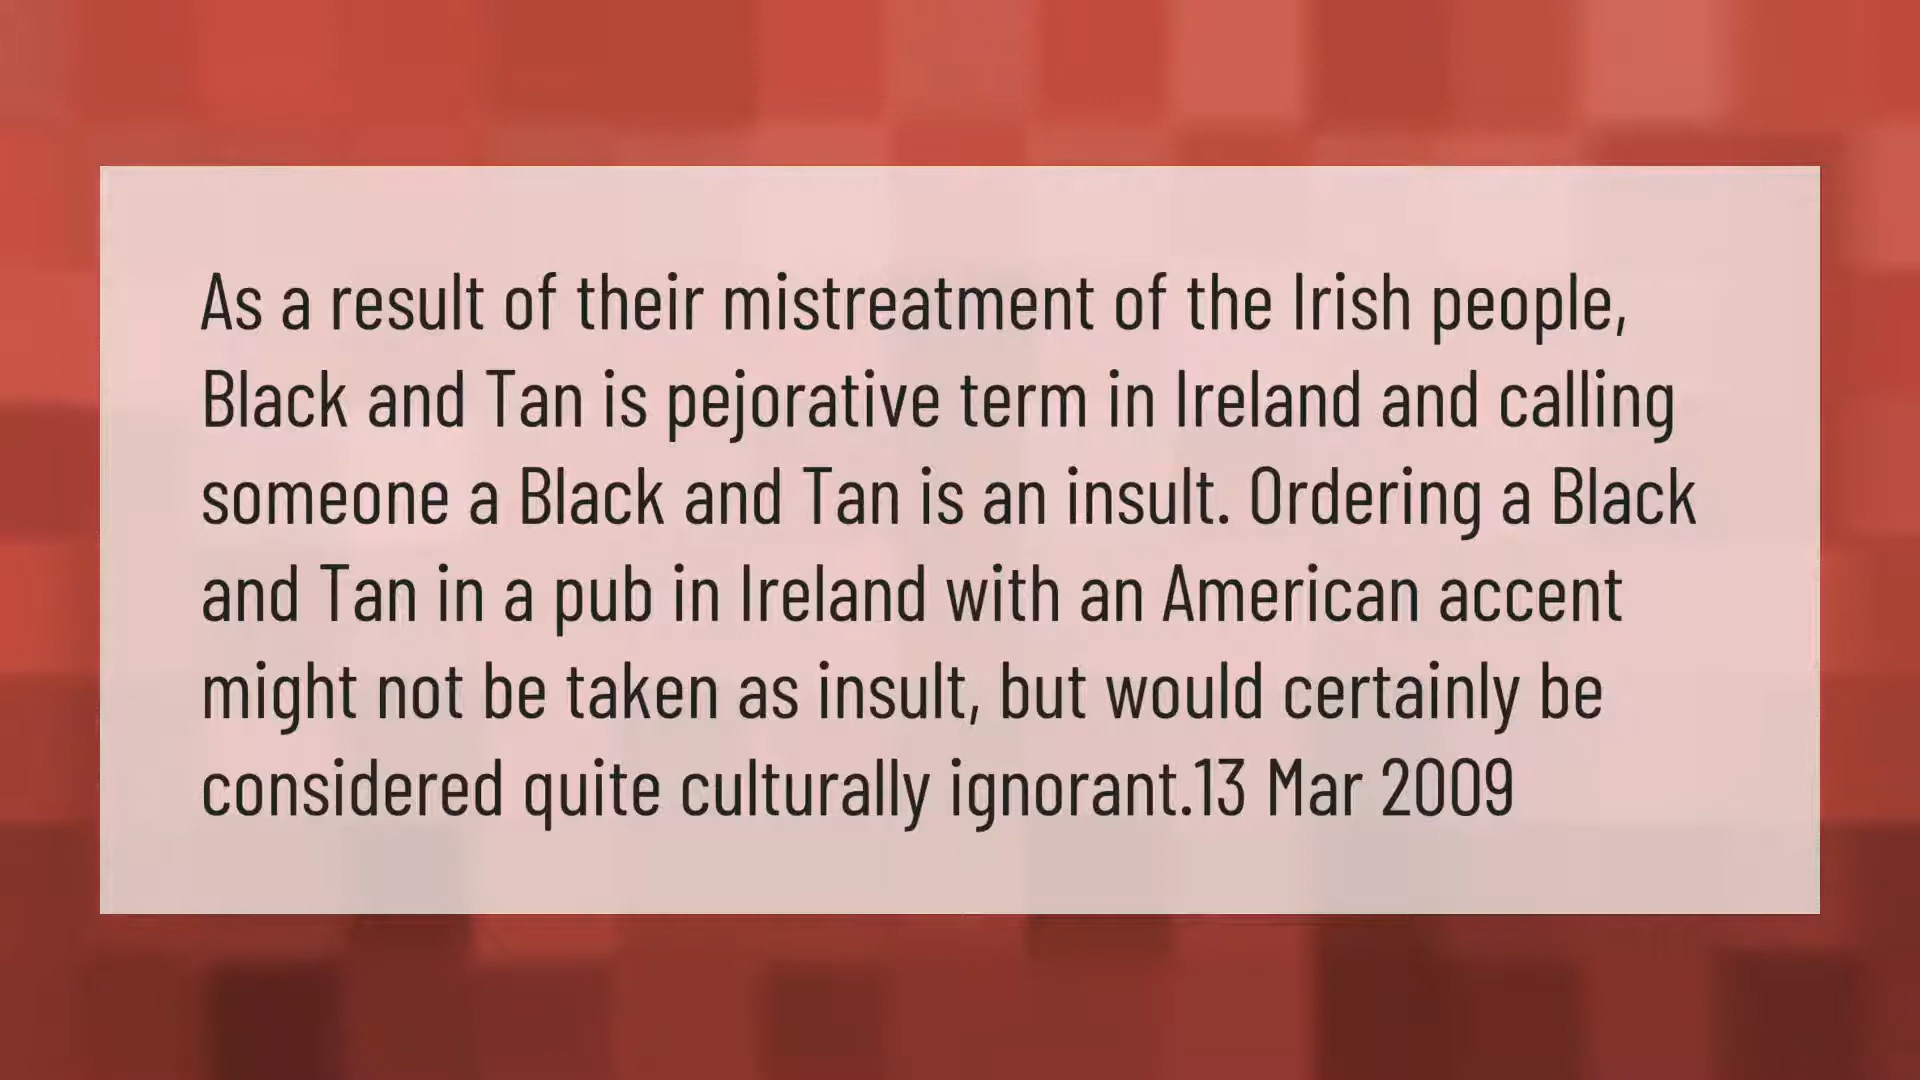 As a result of their mistreatment of the Irish people,
Black and Tan is pejorative term in Ireland and calling
someone a Black and Tan is an insult. Ordering a Black
and Tan in a pub in Ireland with an American accent
might not be taken as insult, but would certainly be
considered quite culturally ignorant.13 Mar 2009